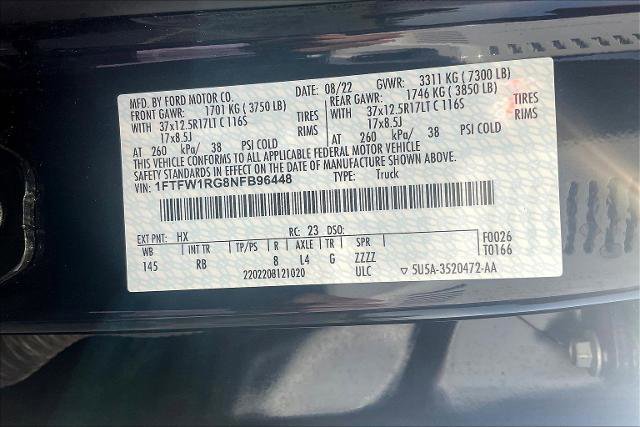 MFD. BY FORD MOTOR CO. DATE: 08/22 GVWR: 3311 KG ( 7300 LB)
FRONT GAWR: 1701 KG ( 3750 LB) REAR GAWR: 1746 KG ( 3850 LB)
WITH 37x12.5R17LT C 116S TIRES WITH 37x12.5R17LT C 116S TIRES
17x8.5J RIMS 17x8.5J RIMS
AT 260 kPa/ 38 PSI COLD AT 260 kPa/ 38 PSI COLD
THIS VEHICLE CONFORMS TO ALL APPLICABLE FEDERAL MOTOR VEHICLE
SAFETY STANDARDS IN EFFECT ON THE DATE OF MANUFACTURE SHOWN ABOVE.
VIN: 1FTFW1RG8NFB96448 TYPE: Truck
EXT PNT: HX RC: 23 DSO: F0026
WB INT TR TP/PS R AXLE TR SPR T0166
145 RB 8 L4 G ZZZZ
2202208121020 ULC ▽ 5U5A-3520472-AA